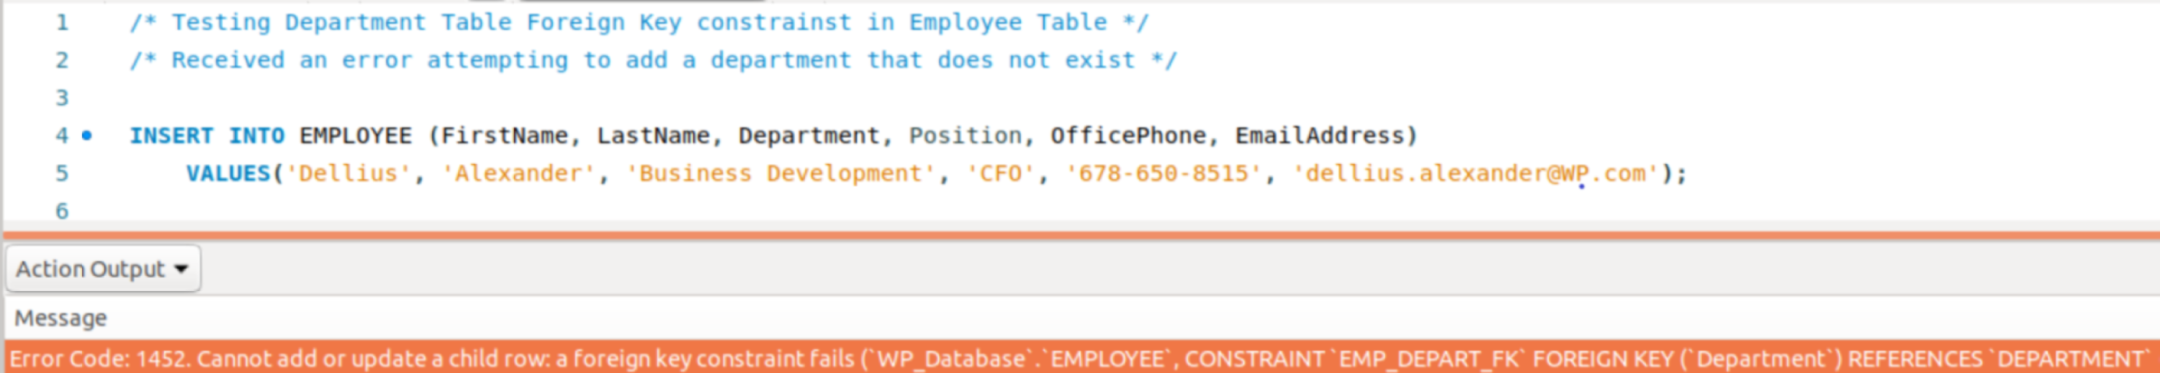 1 /* Testing Department Table Foreign Key constrainst in Employee Table */
2 /* Received an error attempting to add a department that does not exist */
3
4 INSERT INTO EMPLOYEE (FirstName, LastName, Department, Position, OfficePhone, EmailAddress)
5 VALUES('Dellius', 'Alexander', 'Business Development', 'CFO', '678-650-8515', 'dellius.alexander@WP.com');
6
Action Output
Message
Error Code: 1452. Cannot add or update a child row: a foreign key constraint fails (`WP_Database`.`EMPLOYEE`, CONSTRAINT `EMP_DEPART_FK` FOREIGN KEY (`Department`) REFERENCES `DEPARTMENT`